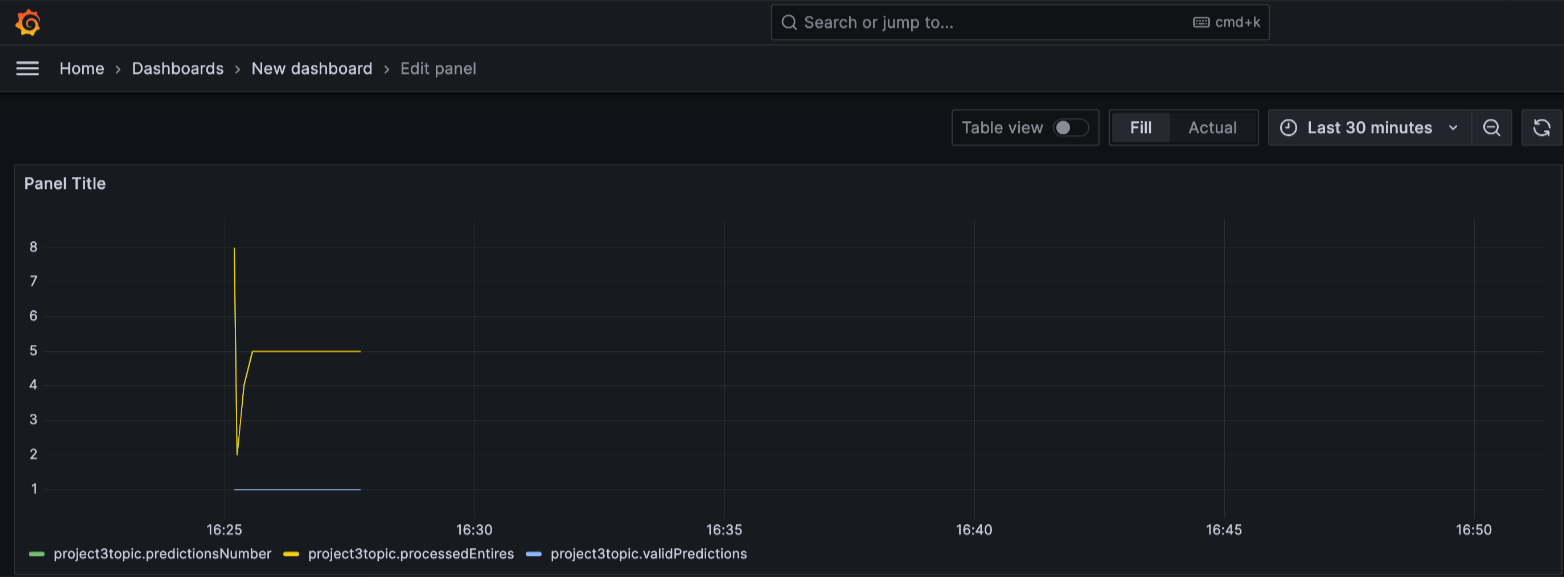 Search or jump to... cmd+k
Home › Dashboards › New dashboard › Edit panel
Table view Fill Actual Last 30 minutes
Panel Title
8
7
6
5
4
3
2
1
16:25 16:30 16:35 16:40 16:45 16:50
project3topic.predictionsNumber project3topic.processedEntires project3topic.validPredictions